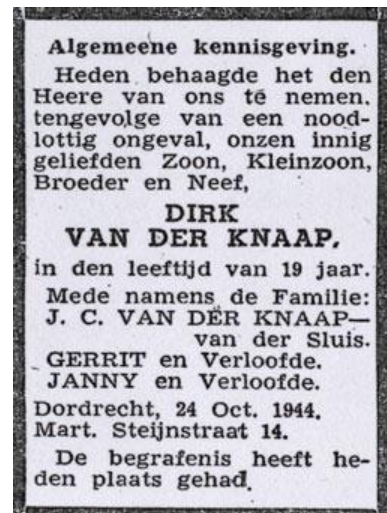 Algemeene kennisgeving.
Heden behaagde het den
Heere van ons té nemen.
tengevolge van een nood-
lottig ongeval, onzen innig
geliefden Zoon, Kleinzoon,
Broeder en Neef,
DIRK
VAN DER KNAAP.
in den leeftijd van 19 jaar.
Mede namens de Familie:
J. C. VAN DER KNAAP—
van der Sluis.
GERRIT en Verloofde.
JANNY en Verloofde.
Dordrecht, 24 Oct. 1944.
Mart. Steijnstraat 14.
De begrafenis heeft he-
den plaats gehad.